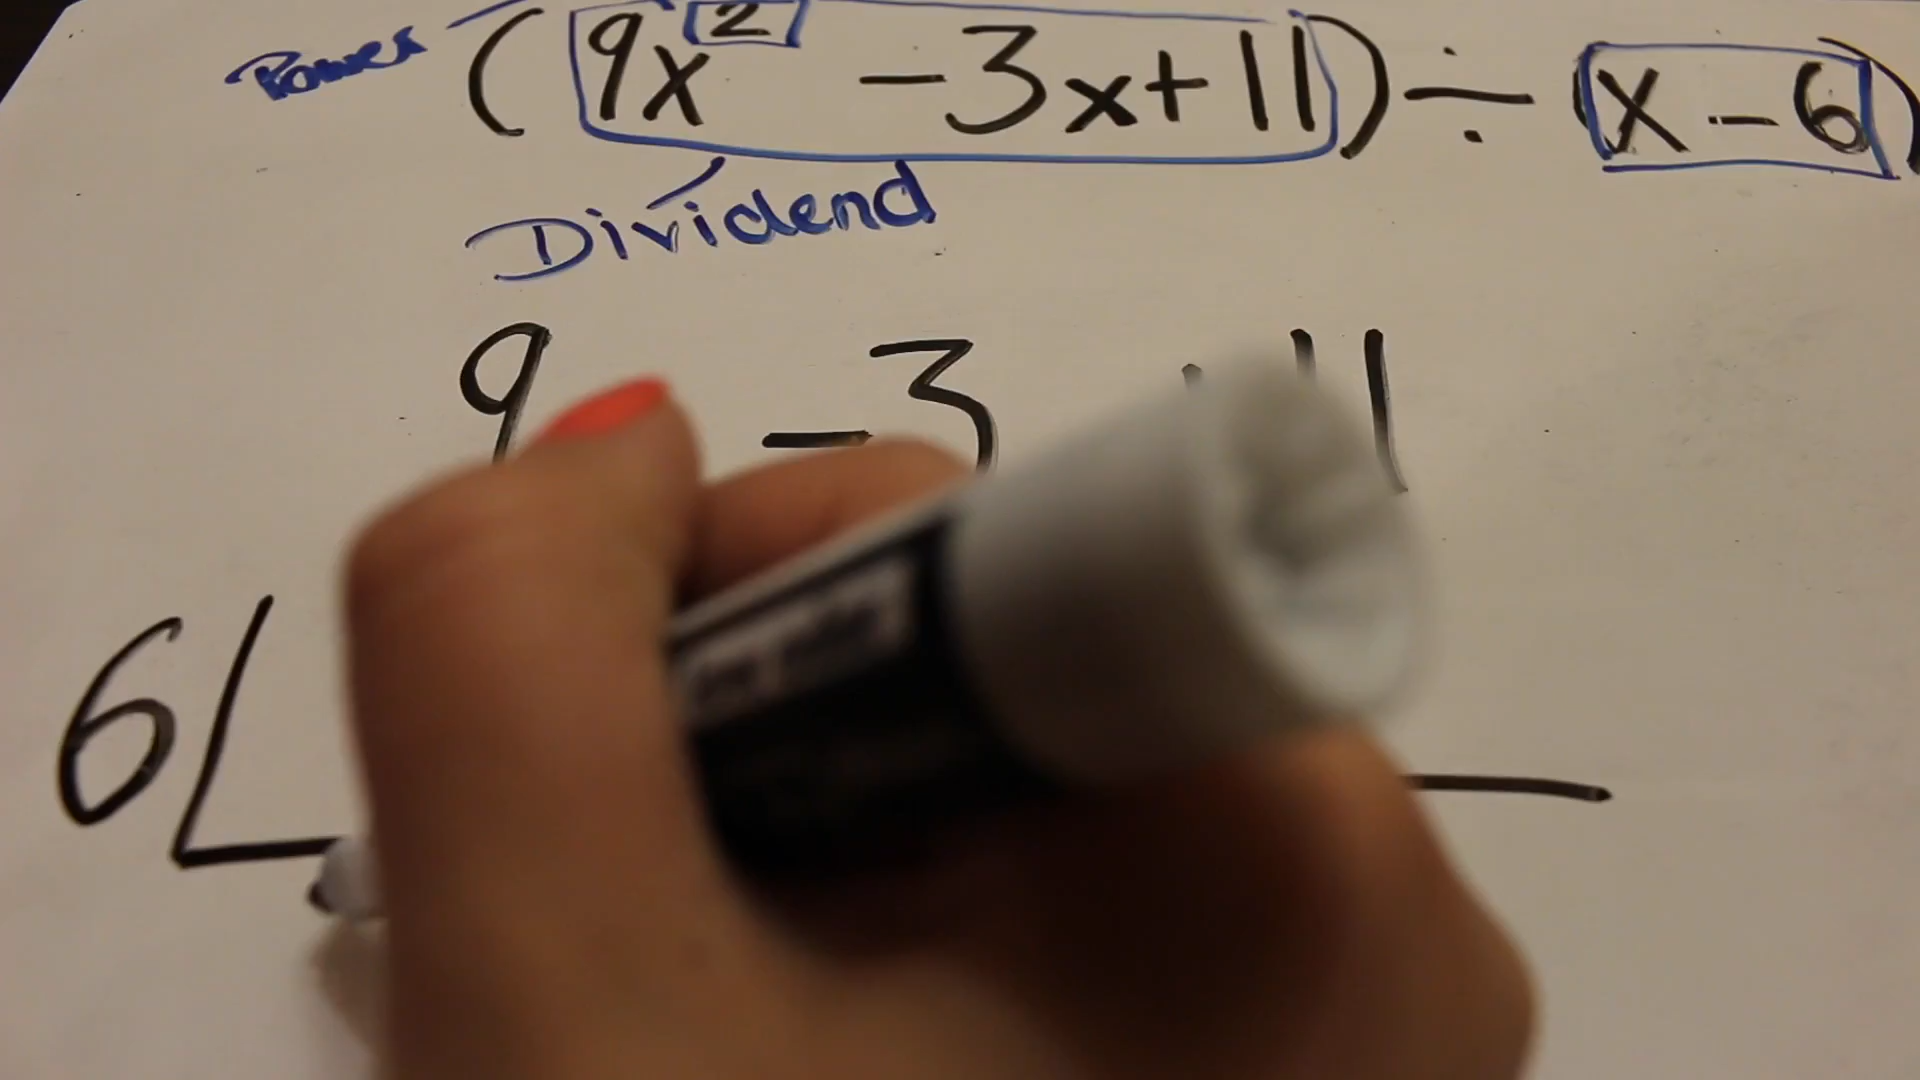 Power (9x² - 3x + 11) ÷ (x - 6)
Dividend
9 -3 +11
6